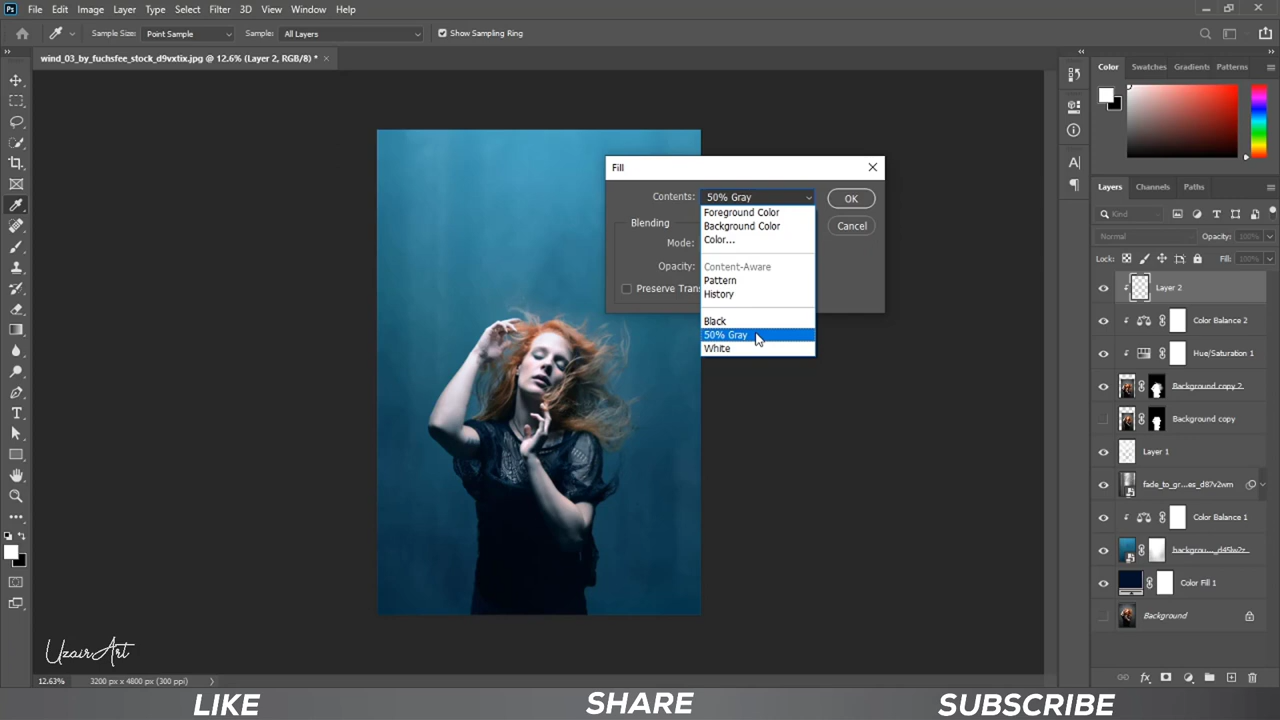 Ps File Edit Image Layer Type Select Filter 3D View Window Help
Sample Size: Point Sample Sample: All Layers Show Sampling Ring
wind_03_by_fuchsfee_stock_d9vxtix.jpg @ 12.6% (Layer 2, RGB/8) * ×
Color Swatches Gradients Patterns
Fill
Contents: 50% Gray OK
Foreground Color
Background Color
Color...
Content-Aware
Pattern
History
Black
50% Gray
White
Blending Cancel
Mode:
Opacity:
Preserve Trans
Layers Channels Paths
Kind
Normal Opacity: 100%
Lock: Fill: 100%
Layer 2
Color Balance 2
Hue/Saturation 1
Background copy 2
Background copy
Layer 1
fade_to_gr...es_d87v2wm
Color Balance 1
backgrou..._d45lw2z
Color Fill 1
Background
UzairArt
12.63% 3200 px x 4800 px (300 ppi)
LIKE SHARE SUBSCRIBE